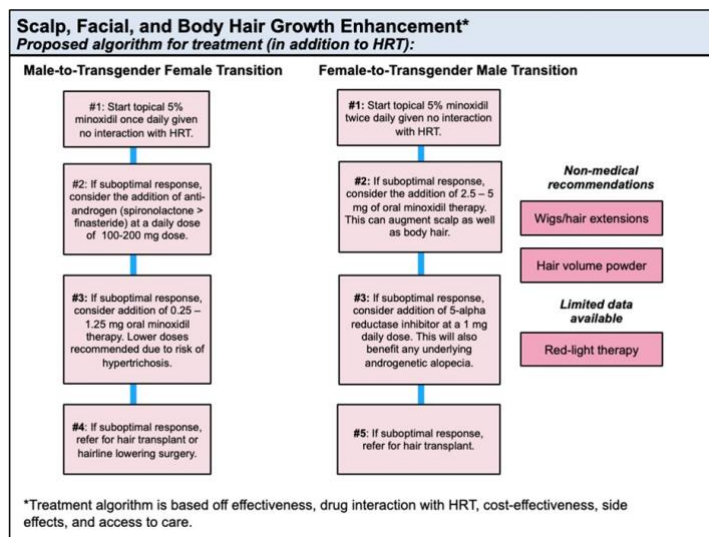 Scalp, Facial, and Body Hair Growth Enhancement*
Proposed algorithm for treatment (in addition to HRT):
Male-to-Transgender Female Transition
#1: Start topical 5%
minoxidil once daily given
no interaction with HRT.
#2: If suboptimal response,
consider the addition of anti-
androgen (spironolactone >
finasteride) at a daily dose
of 100-200 mg dose.
#3: If suboptimal response,
consider addition of 0.25 –
1.25 mg oral minoxidil
therapy. Lower doses
recommended due to risk of
hypertrichosis.
#4: If suboptimal response,
refer for hair transplant or
hairline lowering surgery.
Female-to-Transgender Male Transition
#1: Start topical 5% minoxidil
twice daily given no interaction
with HRT.
#2: If suboptimal response,
consider the addition of 2.5 – 5
mg of oral minoxidil therapy.
This can augment scalp as well
as body hair.
#3: If suboptimal response,
consider addition of 5-alpha
reductase inhibitor at a 1 mg
daily dose. This will also
benefit any underlying
androgenetic alopecia.
#5: If suboptimal response,
refer for hair transplant.
Non-medical
recommendations
Wigs/hair extensions
Hair volume powder
Limited data
available
Red-light therapy
*Treatment algorithm is based off effectiveness, drug interaction with HRT, cost-effectiveness, side
effects, and access to care.